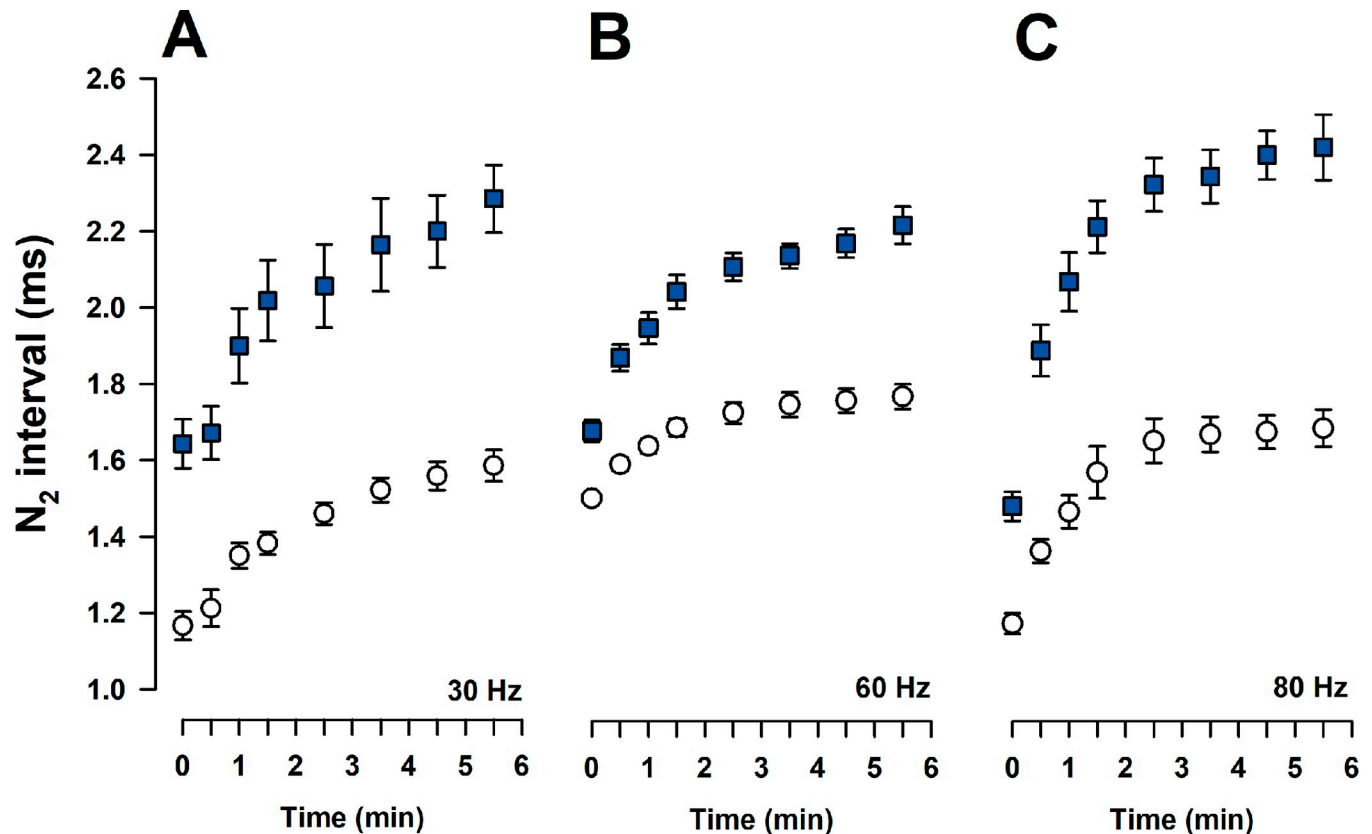 A B C
N2 interval (ms)
2.6
2.4
2.2
2.0
1.8
1.6
1.4
1.2
1.0
30 Hz 60 Hz 80 Hz
0 1 2 3 4 5 6 0 1 2 3 4 5 6 0 1 2 3 4 5 6
Time (min) Time (min) Time (min)